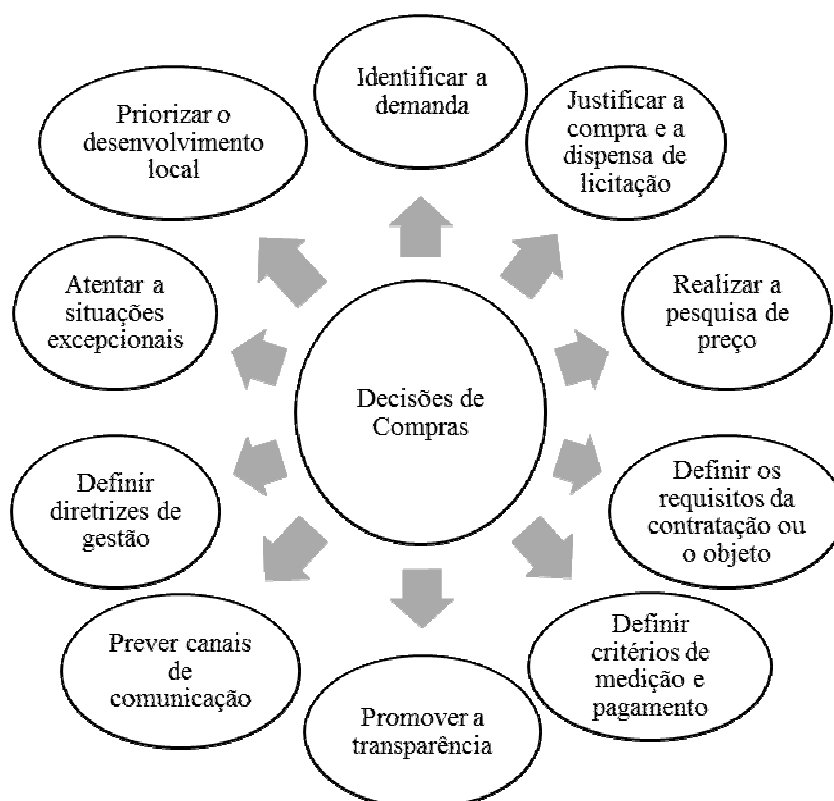 Identificar a
demanda
Justificar a
compra e a
dispensa de
licitação
Realizar a
pesquisa de
preço
Definir os
requisitos da
contratação ou
o objeto
Definir
critérios de
medição e
pagamento
Promover a
transparência
Prever canais
de
comunicação
Definir
diretrizes de
gestão
Atentar a
situações
excepcionais
Priorizar o
desenvolvimento
local
Decisões de
Compras